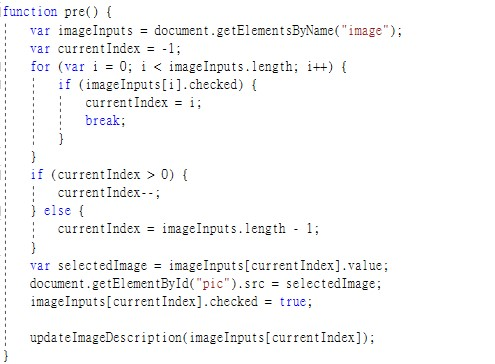 function pre() {
    var imageInputs = document.getElementsByName("image");
    var currentIndex = -1;
    for (var i = 0; i < imageInputs.length; i++) {
        if (imageInputs[i].checked) {
            currentIndex = i;
            break;
        }
    }
    if (currentIndex > 0) {
        currentIndex--;
    } else {
        currentIndex = imageInputs.length - 1;
    }
    var selectedImage = imageInputs[currentIndex].value;
    document.getElementById("pic").src = selectedImage;
    imageInputs[currentIndex].checked = true;

    updateImageDescription(imageInputs[currentIndex]);
}